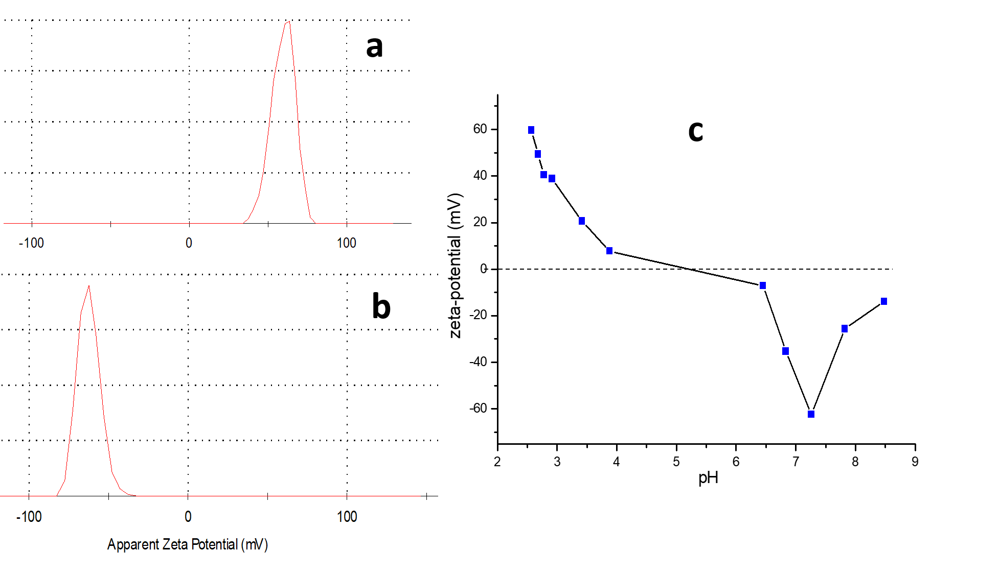 a
-100 0 100
b
-100 0 100
Apparent Zeta Potential (mV)
c
zeta-potential (mV)
60
40
20
0
-20
-40
-60
2 3 4 5 6 7 8 9
pH